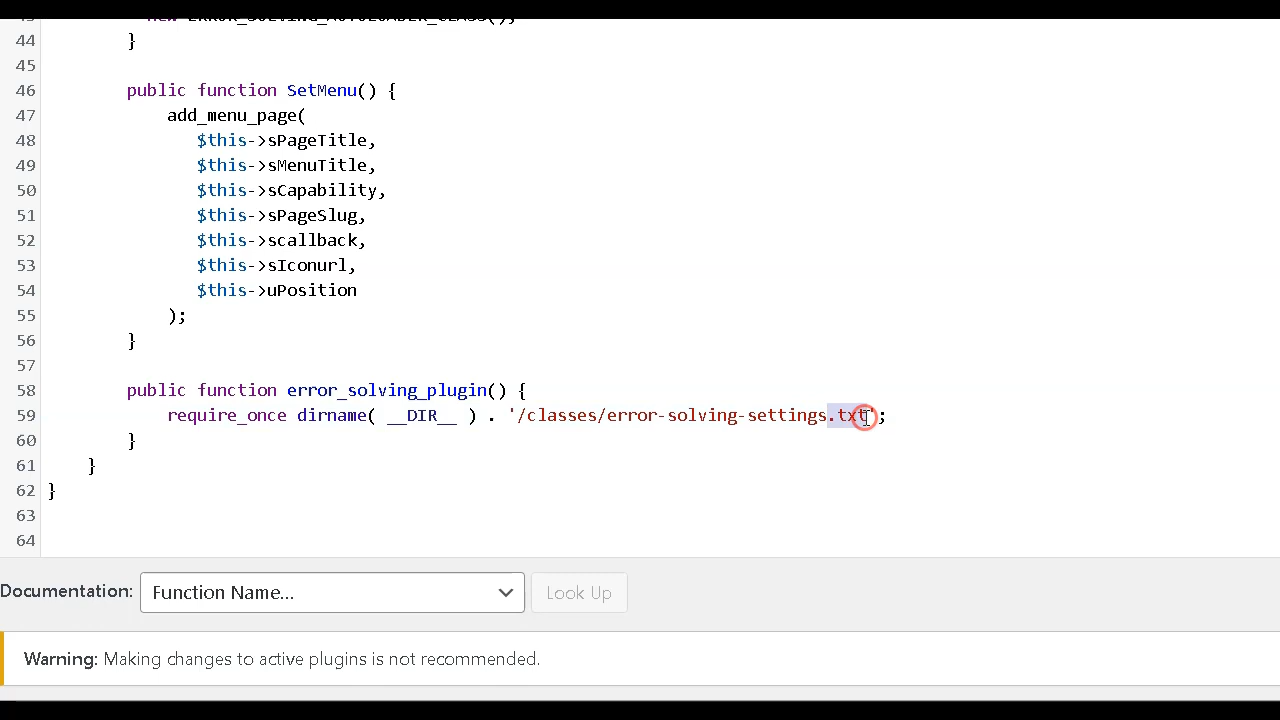 43 new ERROR_SOLVING_AUTOLOADER_CLASS();
44 }
45
46 public function SetMenu() {
47 add_menu_page(
48 $this->sPageTitle,
49 $this->sMenuTitle,
50 $this->sCapability,
51 $this->sPageSlug,
52 $this->scallback,
53 $this->sIconurl,
54 $this->uPosition
55 );
56 }
57
58 public function error_solving_plugin() {
59 require_once dirname( __DIR__ ) . '/classes/error-solving-settings.txt';
60 }
61 }
62 }
63
64
Documentation: Function Name... Look Up
Warning: Making changes to active plugins is not recommended.